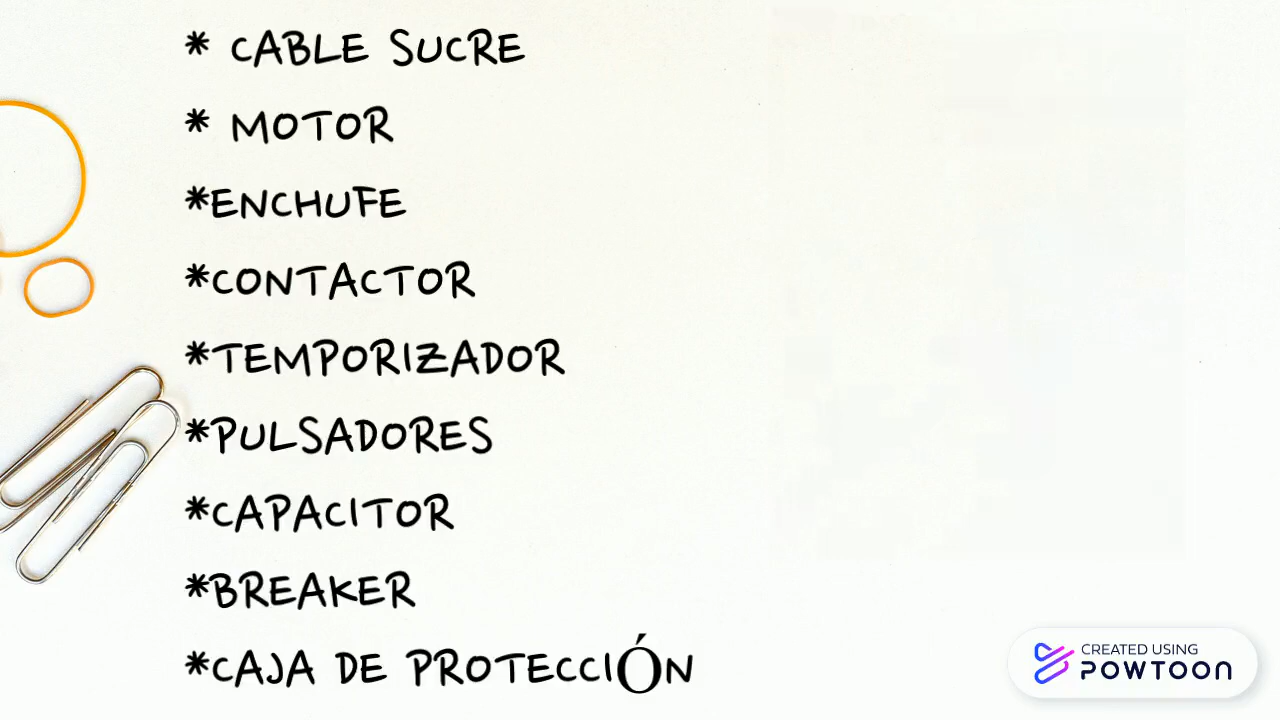 * CABLE SUCRE
* MOTOR
*ENCHUFE
*CONTACTOR
*TEMPORIZADOR
*PULSADORES
*CAPACITOR
*BREAKER
*CAJA DE PROTECCIÓN
CREATED USING
POWTOON